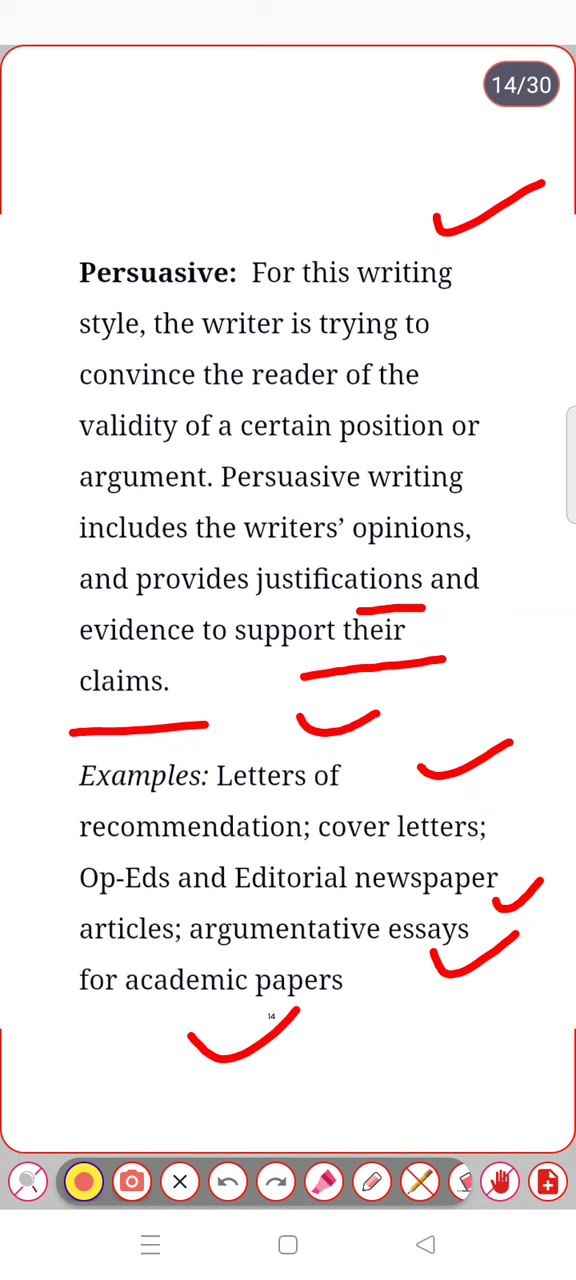 14/30
Persuasive: For this writing
style, the writer is trying to
convince the reader of the
validity of a certain position or
argument. Persuasive writing
includes the writers’ opinions,
and provides justifications and
evidence to support their
claims.
Examples: Letters of
recommendation; cover letters;
Op-Eds and Editorial newspaper
articles; argumentative essays
for academic papers
14